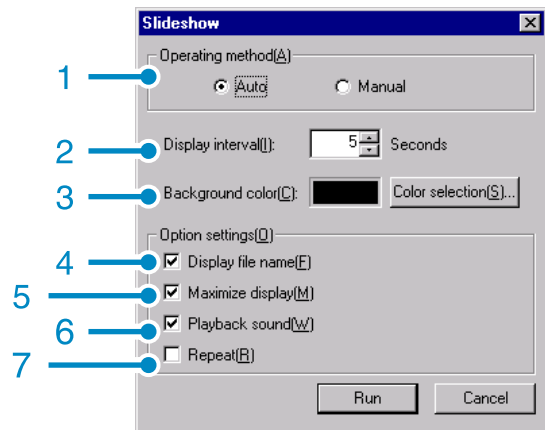 Slideshow
Operating method(A)
1
Auto Manual
2 Display interval(I): 5 Seconds
3 Background color(C): Color selection(S)...
Option settings(O)
4 Display file name(F)
5 Maximize display(M)
6 Playback sound(W)
7 Repeat(R)
Run Cancel